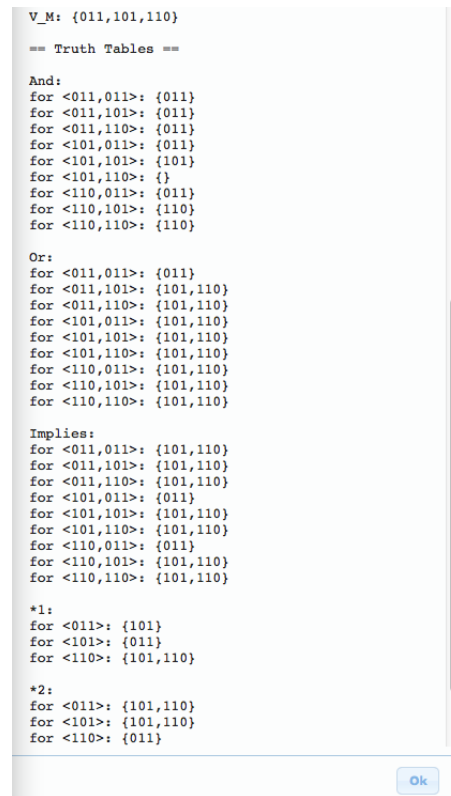 V_M: {011,101,110}
== Truth Tables ==
And:
for <011,011>: {011}
for <011,101>: {011}
for <011,110>: {011}
for <101,011>: {011}
for <101,101>: {101}
for <101,110>: {}
for <110,011>: {011}
for <110,101>: {110}
for <110,110>: {110}
Or:
for <011,011>: {011}
for <011,101>: {101,110}
for <011,110>: {101,110}
for <101,011>: {101,110}
for <101,101>: {101,110}
for <101,110>: {101,110}
for <110,011>: {101,110}
for <110,101>: {101,110}
for <110,110>: {101,110}
Implies:
for <011,011>: {101,110}
for <011,101>: {101,110}
for <011,110>: {101,110}
for <101,011>: {011}
for <101,101>: {101,110}
for <101,110>: {101,110}
for <110,011>: {011}
for <110,101>: {101,110}
for <110,110>: {101,110}
*1:
for <011>: {101}
for <101>: {011}
for <110>: {101,110}
*2:
for <011>: {101,110}
for <101>: {101,110}
for <110>: {011}
Ok